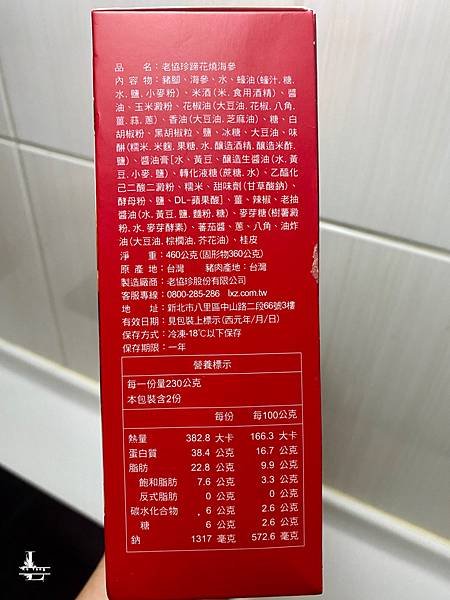 品　　名：老協珍蹄花燒海參
內 容 物：豬腳、海參、水、蠔油(蠔汁.糖.
水.鹽.小麥粉)、米酒(米.食用酒精)、醬
油、玉米澱粉、花椒油(大豆油.花椒.八角.
薑.蒜.蔥)、香油(大豆油.芝麻油)、糖、白
胡椒粉、黑胡椒粒、鹽、冰糖、大豆油、味
醂(糯米.米麴.果糖.水.釀造酒精.釀造米酢.
鹽)、醬油膏[水、黃豆、釀造生醬油(水.黃
豆.小麥.鹽)、轉化液糖(蔗糖.水)、乙醯化
己二酸二澱粉、糯米、甜味劑(甘草酸鈉)、
酵母粉、鹽、DL-蘋果酸]、薑、辣椒、老抽
醬油(水.黃豆.鹽.麵粉.糖)、麥芽糖(樹薯澱
粉.水.麥芽酵素)、蕃茄醬、蔥、八角、油炸
油(大豆油.棕櫚油.芥花油)、桂皮
淨　　重：460公克(固形物360公克)
原 產 地：台灣　豬肉產地：台灣
製造廠商：老協珍股份有限公司
客服專線：0800-285-286　lxz.com.tw
地　　址：新北市八里區中山路二段66號3樓
有效日期：見包裝上標示(西元年/月/日)
保存方式：冷凍-18℃以下保存
保存期限：一年
營養標示
每一份量230公克
本包裝含2份
每份　每100公克
熱量　382.8 大卡　166.3 大卡
蛋白質　38.4 公克　16.7 公克
脂肪　22.8 公克　9.9 公克
飽和脂肪　7.6 公克　3.3 公克
反式脂肪　0 公克　0 公克
碳水化合物　6 公克　2.6 公克
糖　6 公克　2.6 公克
鈉　1317 毫克　572.6 毫克